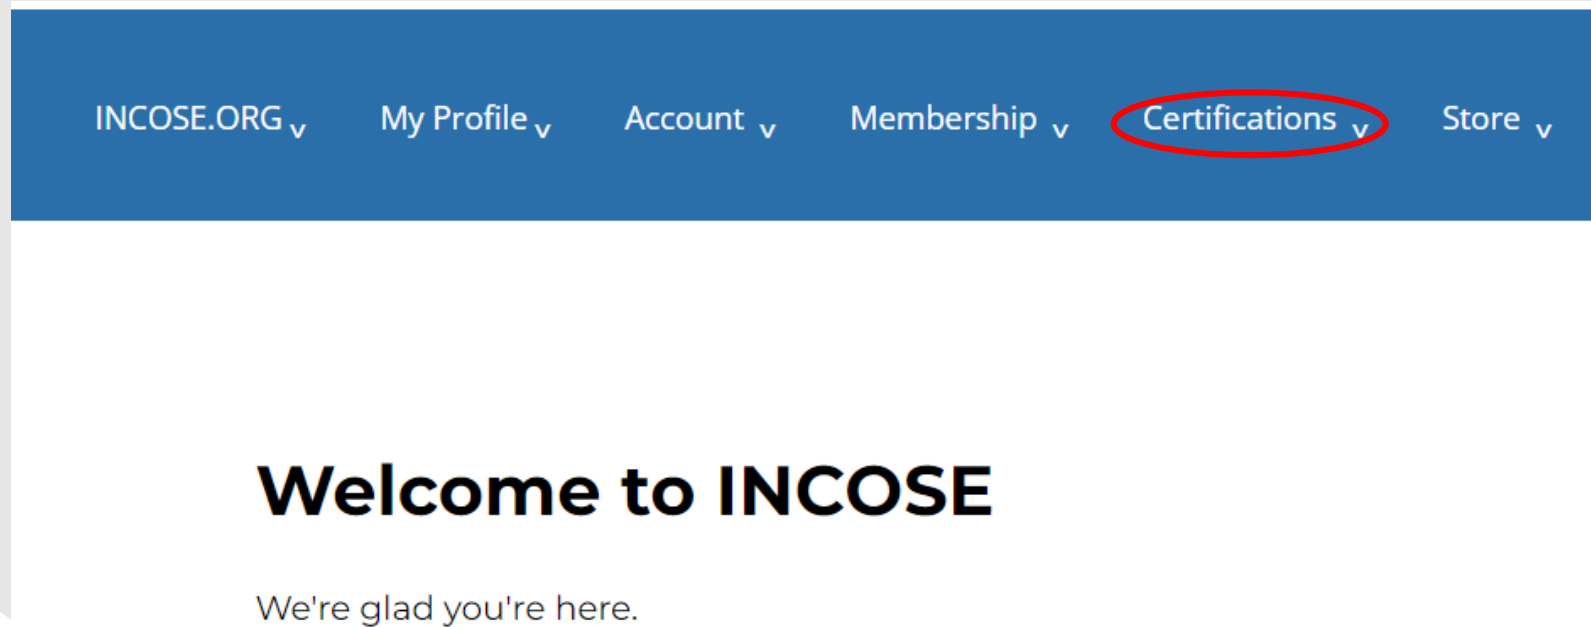 INCOSE.ORG v My Profile v Account v Membership v Certifications v Store v
Welcome to INCOSE
We're glad you're here.